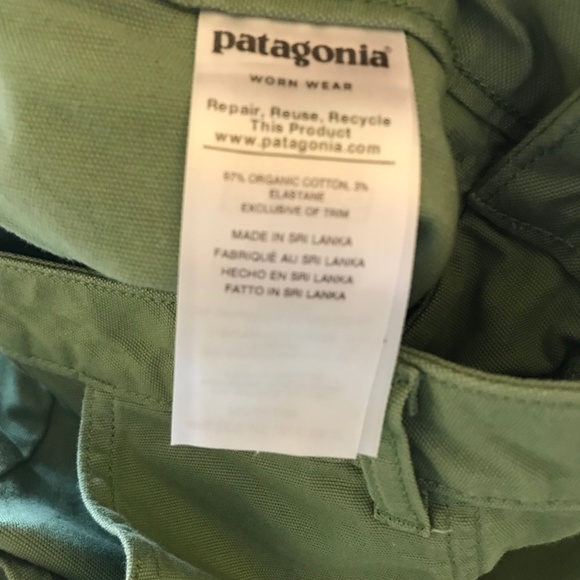 patagonia®
WORN WEAR
Repair, Reuse, Recycle
This Product
www.patagonia.com
97% ORGANIC COTTON, 3%
ELASTANE
EXCLUSIVE OF TRIM
MADE IN SRI LANKA
FABRIQUÉ AU SRI LANKA
HECHO EN SRI LANKA
FATTO IN SRI LANKA